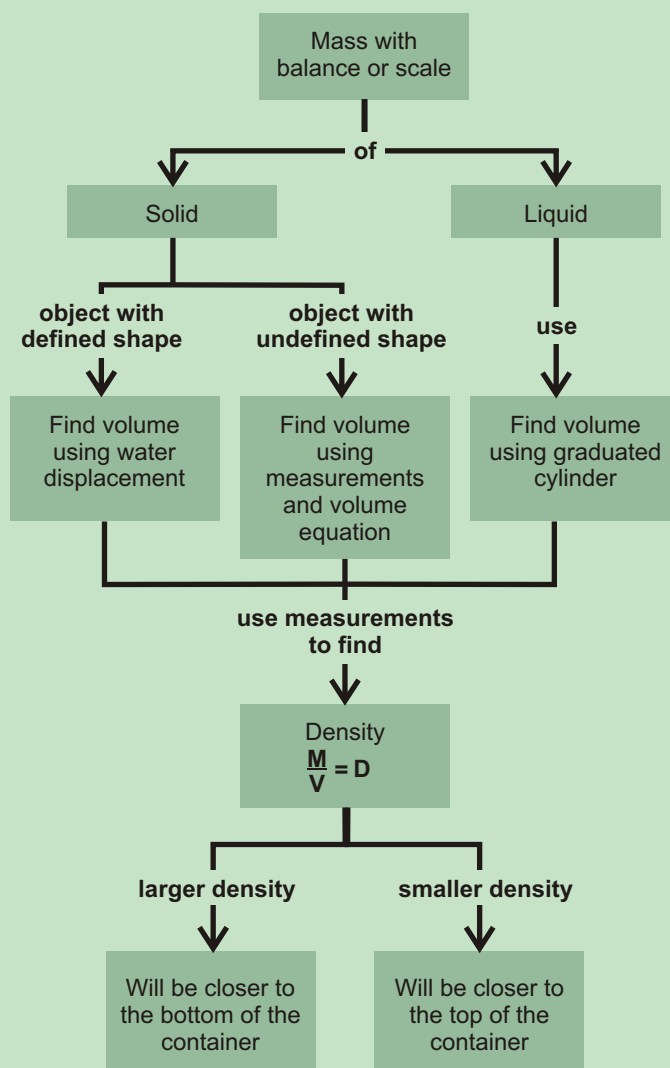 Mass with
balance or scale
of
Solid
Liquid
object with
defined shape
object with
undefined shape
use
Find volume
using water
displacement
Find volume
using
measurements
and volume
equation
Find volume
using graduated
cylinder
use measurements
to find
Density
M
V = D
larger density
smaller density
Will be closer to
the bottom of the
container
Will be closer to
the top of the
container